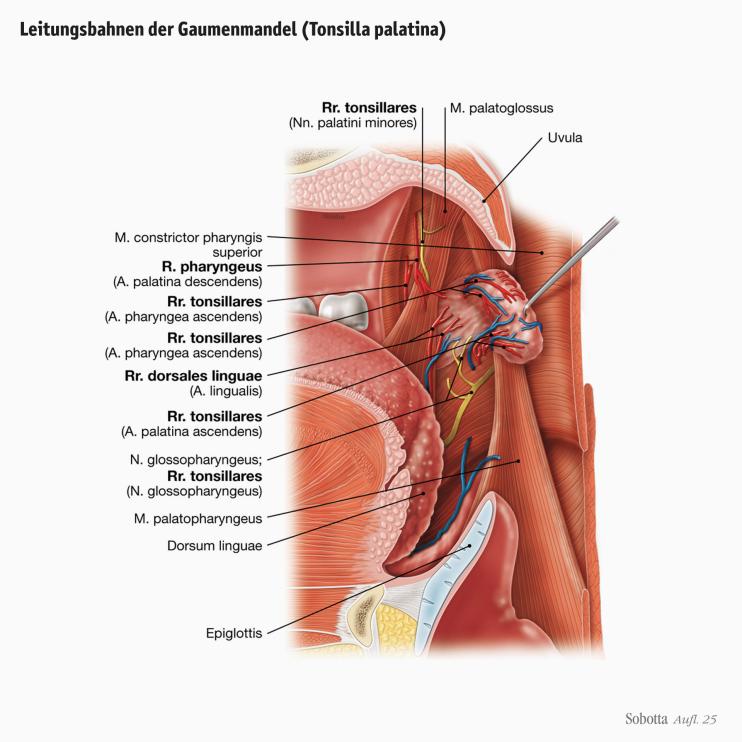 Leitungsbahnen der Gaumenmandel (Tonsilla palatina)
Rr. tonsillares
(Nn. palatini minores)
M. palatoglossus
Uvula
M. constrictor pharyngis
superior
R. pharyngeus
(A. palatina descendens)
Rr. tonsillares
(A. pharyngea ascendens)
Rr. tonsillares
(A. pharyngea ascendens)
Rr. dorsales linguae
(A. lingualis)
Rr. tonsillares
(A. palatina ascendens)
N. glossopharyngeus;
Rr. tonsillares
(N. glossopharyngeus)
M. palatopharyngeus
Dorsum linguae
Epiglottis
Sobotta Aufl. 25